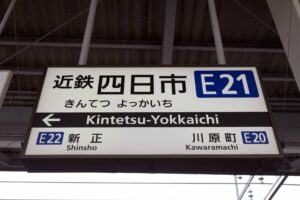 近鉄 四日市 E21
きんてつ よっかいち
← Kintetsu-Yokkaichi
E22 新正 川原町 E20
Shinsho Kawaramachi